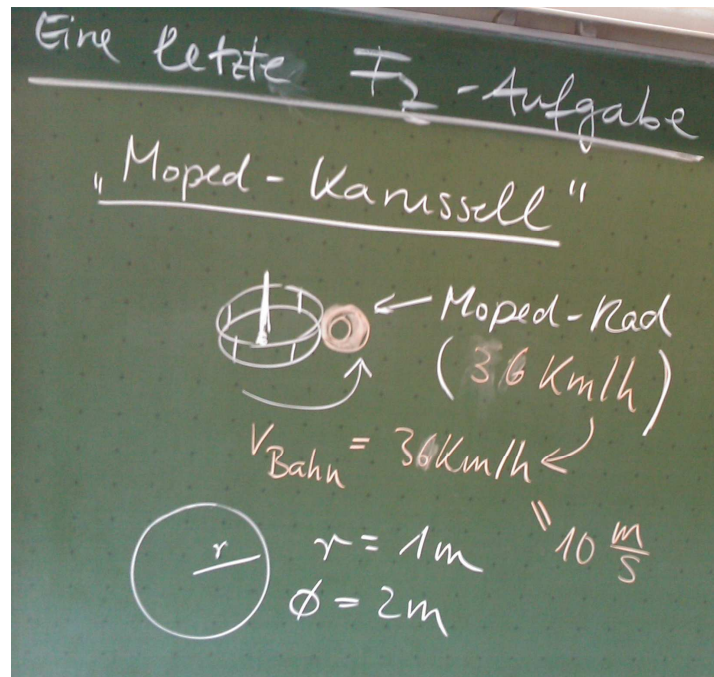 Eine letzte Fz-Aufgabe
„Moped-Karussell“
Moped-Rad
(36 Km/h)
VBahn = 36Km/h
= 10 m/s
r
r = 1m
ϕ = 2m